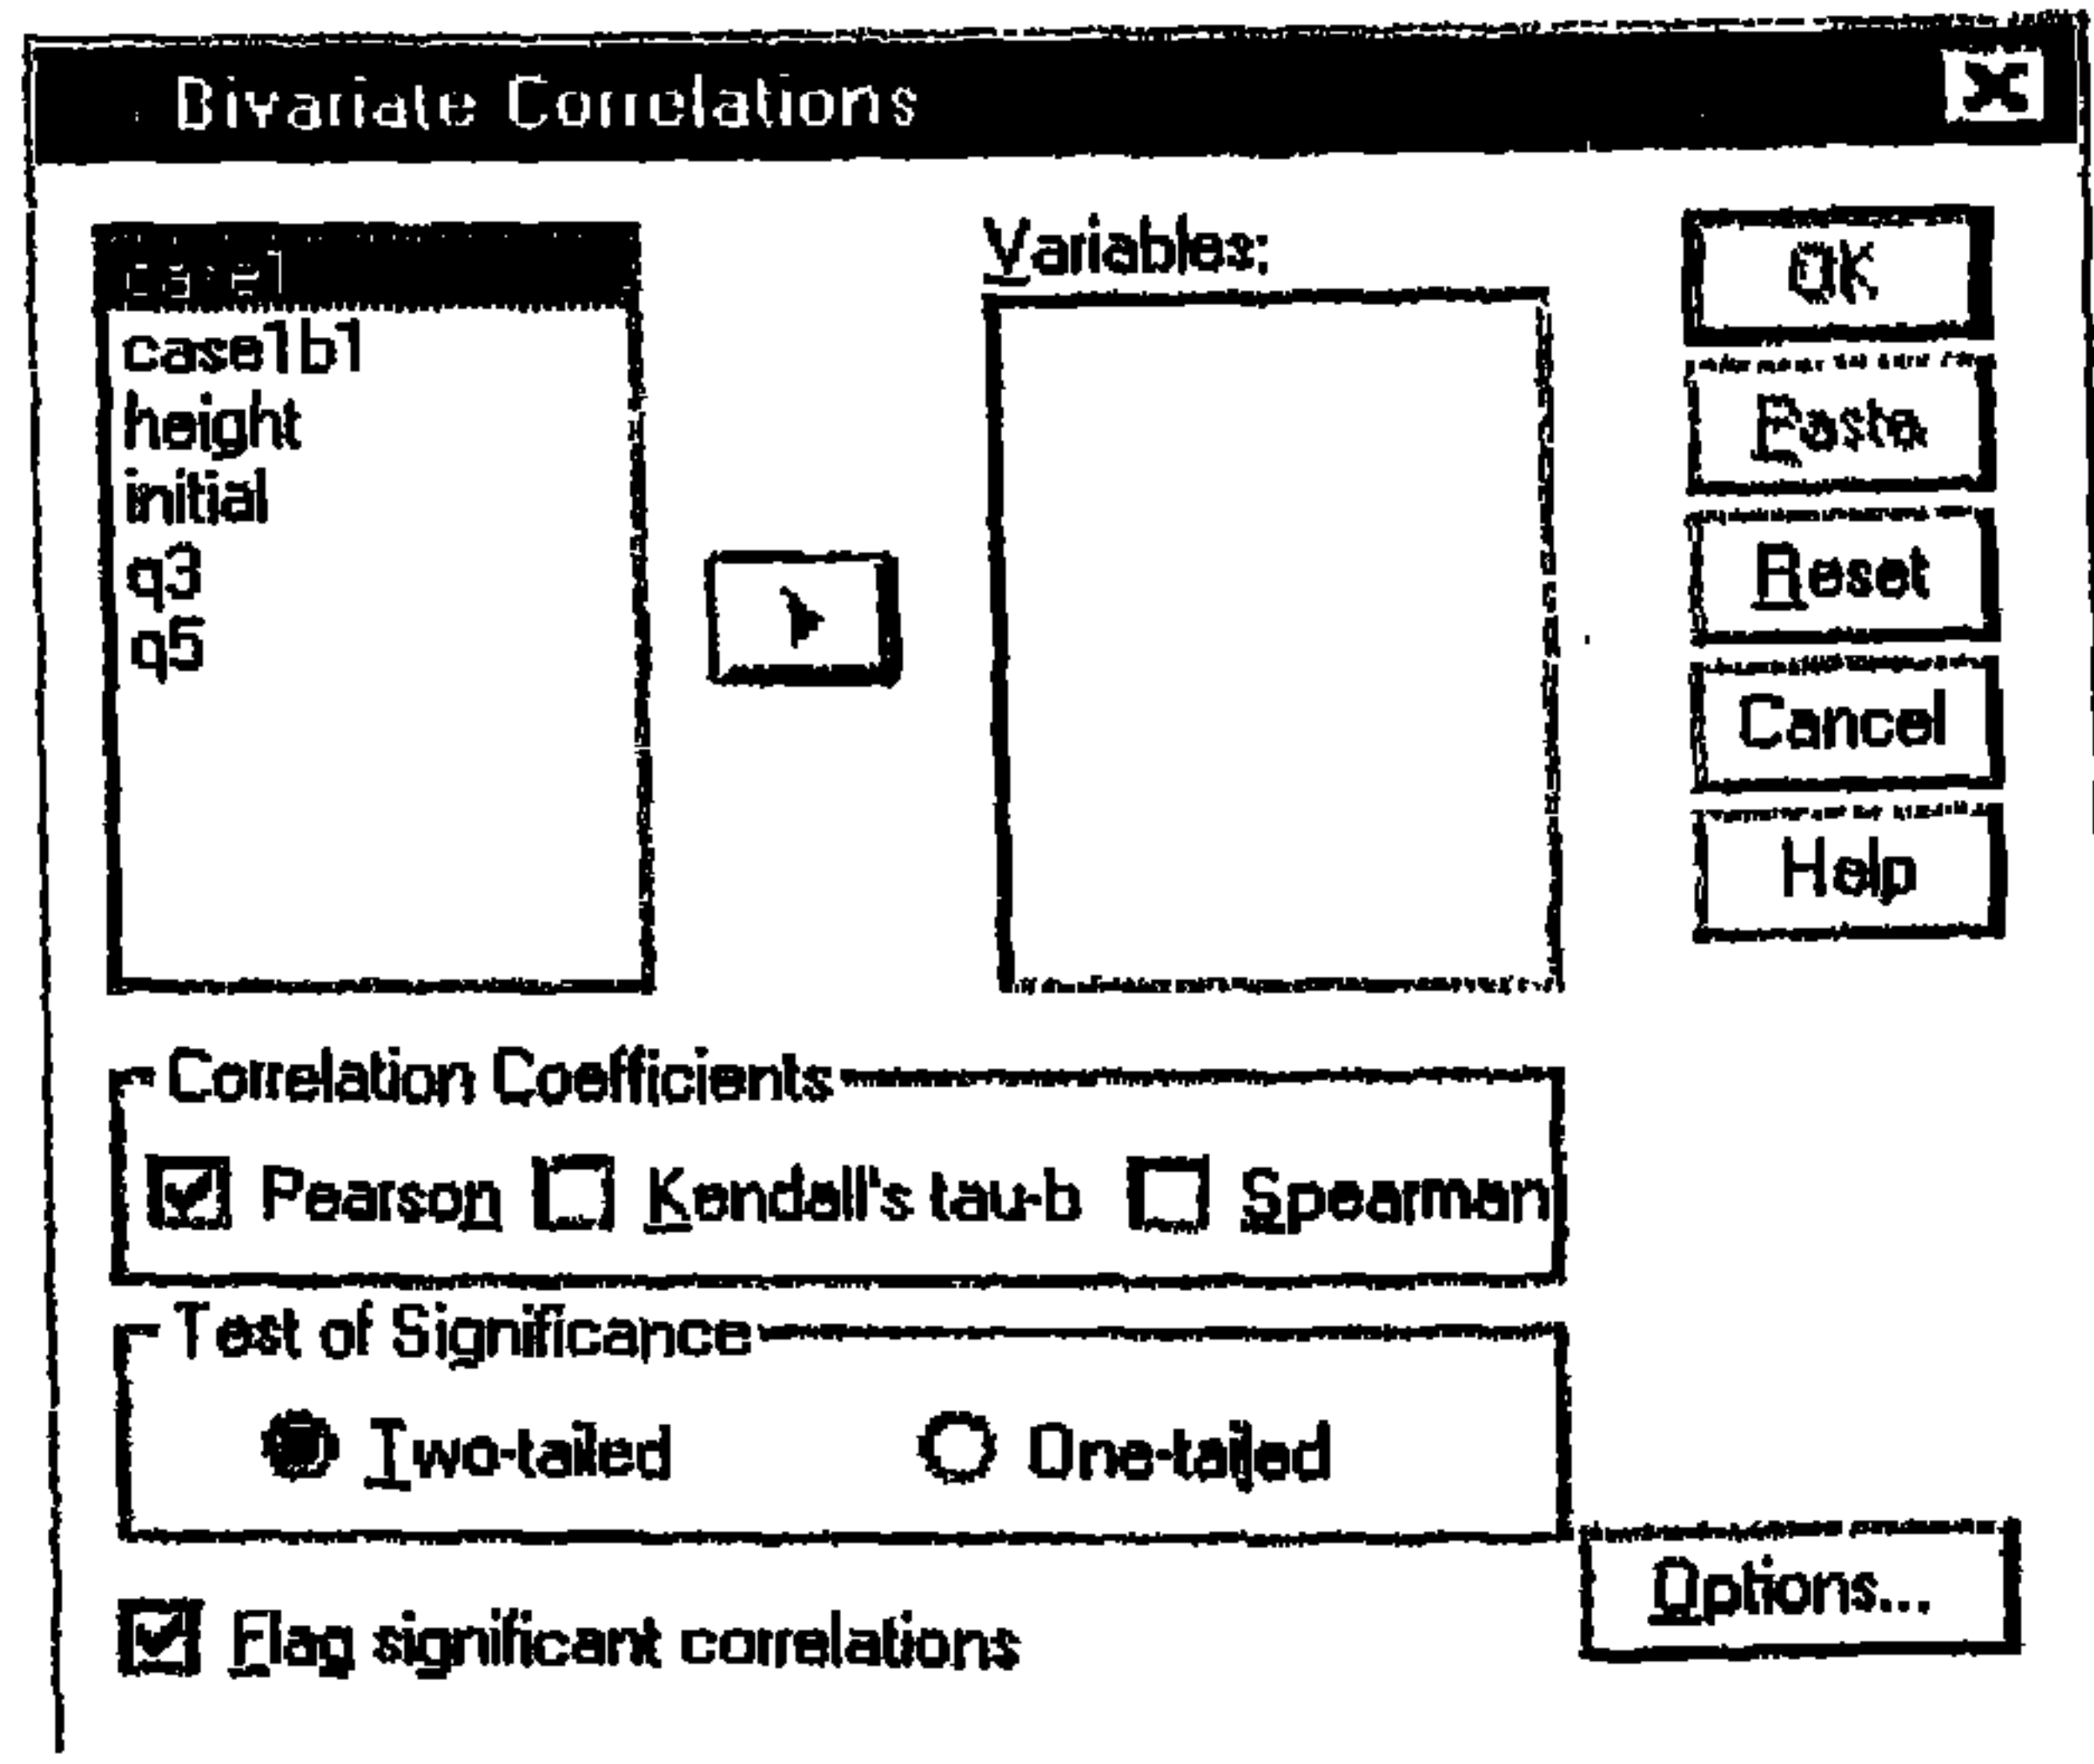 Bivariate Correlations
case1
case1b1
height
initial
q3
q5
Variables:
OK
Paste
Reset
Cancel
Help
Correlation Coefficients
Pearson Kendall's tau-b Spearman
Test of Significance
Two-tailed One-tailed
Flag significant correlations
Options...